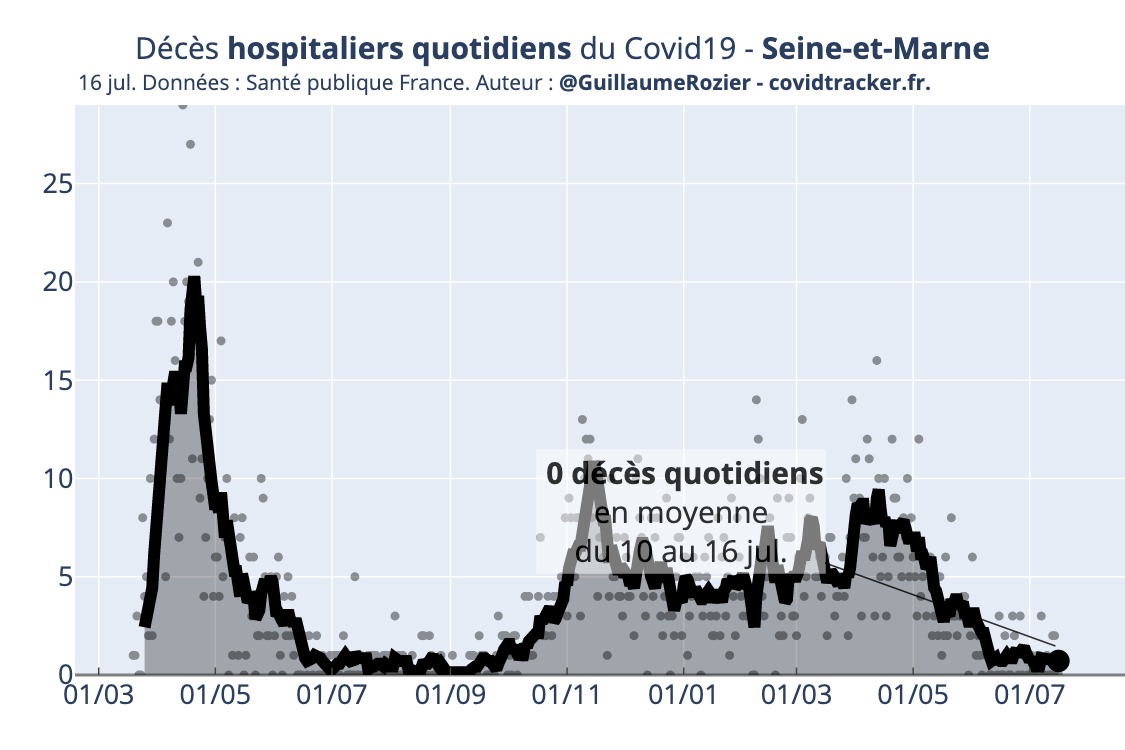 Décès hospitaliers quotidiens du Covid19 - Seine-et-Marne
16 jul. Données : Santé publique France. Auteur : @GuillaumeRozier - covidtracker.fr.
25
20
15
10
5
0
0 décès quotidiens
en moyenne
du 10 au 16 jul.
01/03 01/05 01/07 01/09 01/11 01/01 01/03 01/05 01/07